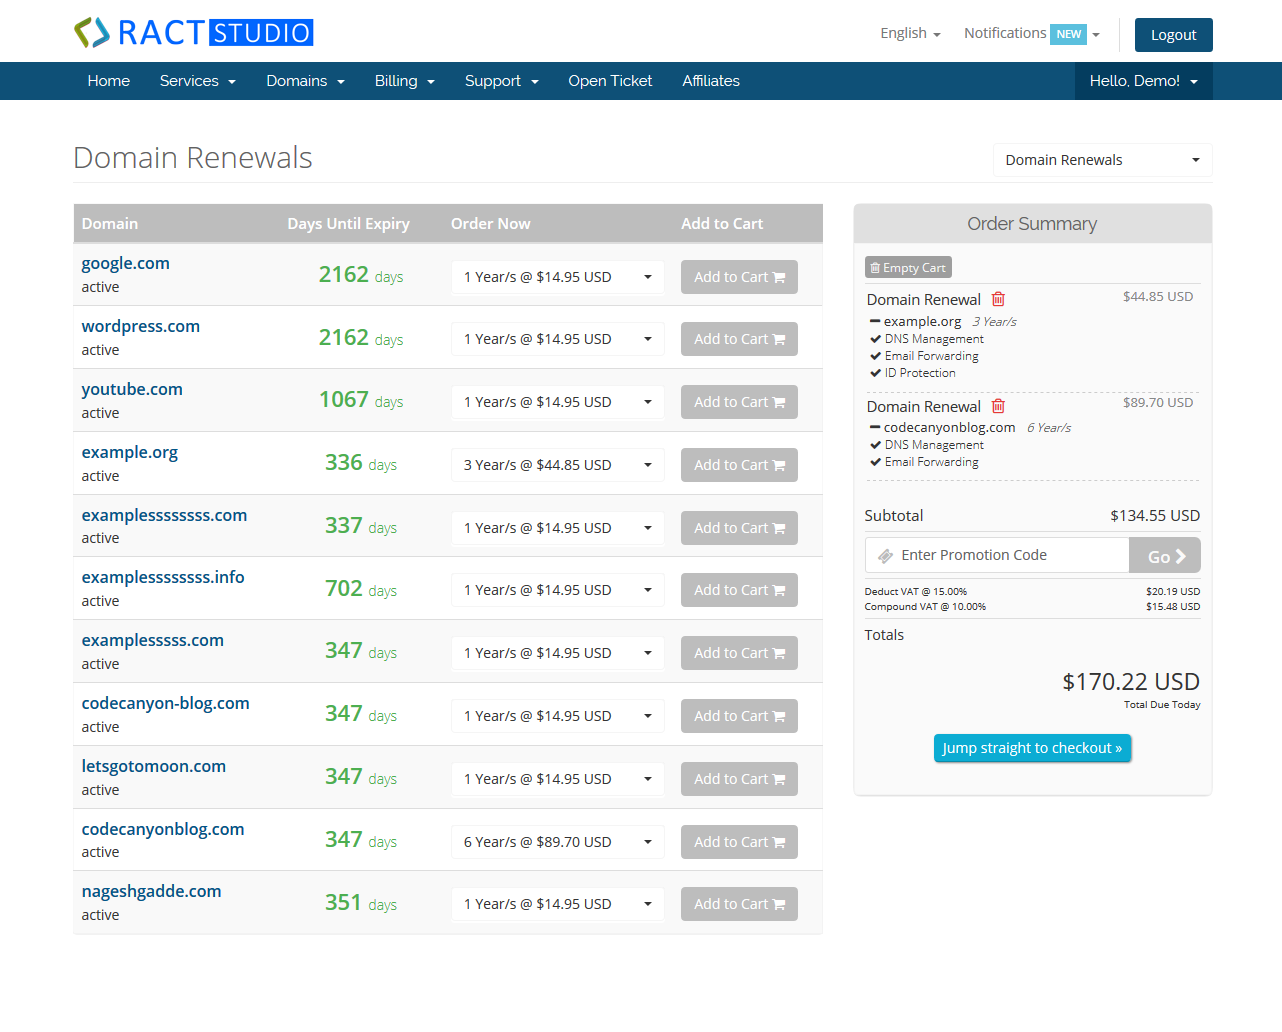 RACT STUDIO
English
Notifications NEW
Logout
Home Services Domains Billing Support Open Ticket Affiliates
Hello, Demo!
Domain Renewals
Domain Renewals
Domain Days Until Expiry Order Now Add to Cart
google.com
active
2162 days
1 Year/s @ $14.95 USD
Add to Cart
wordpress.com
active
2162 days
1 Year/s @ $14.95 USD
Add to Cart
youtube.com
active
1067 days
1 Year/s @ $14.95 USD
Add to Cart
example.org
active
336 days
3 Year/s @ $44.85 USD
Add to Cart
examplessssssss.com
active
337 days
1 Year/s @ $14.95 USD
Add to Cart
examplessssssss.info
active
702 days
1 Year/s @ $14.95 USD
Add to Cart
examplesssss.com
active
347 days
1 Year/s @ $14.95 USD
Add to Cart
codecanyon-blog.com
active
347 days
1 Year/s @ $14.95 USD
Add to Cart
letsgotomoon.com
active
347 days
1 Year/s @ $14.95 USD
Add to Cart
codecanyonblog.com
active
347 days
6 Year/s @ $89.70 USD
Add to Cart
nageshgadde.com
active
351 days
1 Year/s @ $14.95 USD
Add to Cart
Order Summary
Empty Cart
Domain Renewal $44.85 USD
example.org 3 Year/s
DNS Management
Email Forwarding
ID Protection
Domain Renewal $89.70 USD
codecanyonblog.com 6 Year/s
DNS Management
Email Forwarding
Subtotal $134.55 USD
Enter Promotion Code Go
Deduct VAT @ 15.00% $20.19 USD
Compound VAT @ 10.00% $15.48 USD
Totals
$170.22 USD
Total Due Today
Jump straight to checkout »